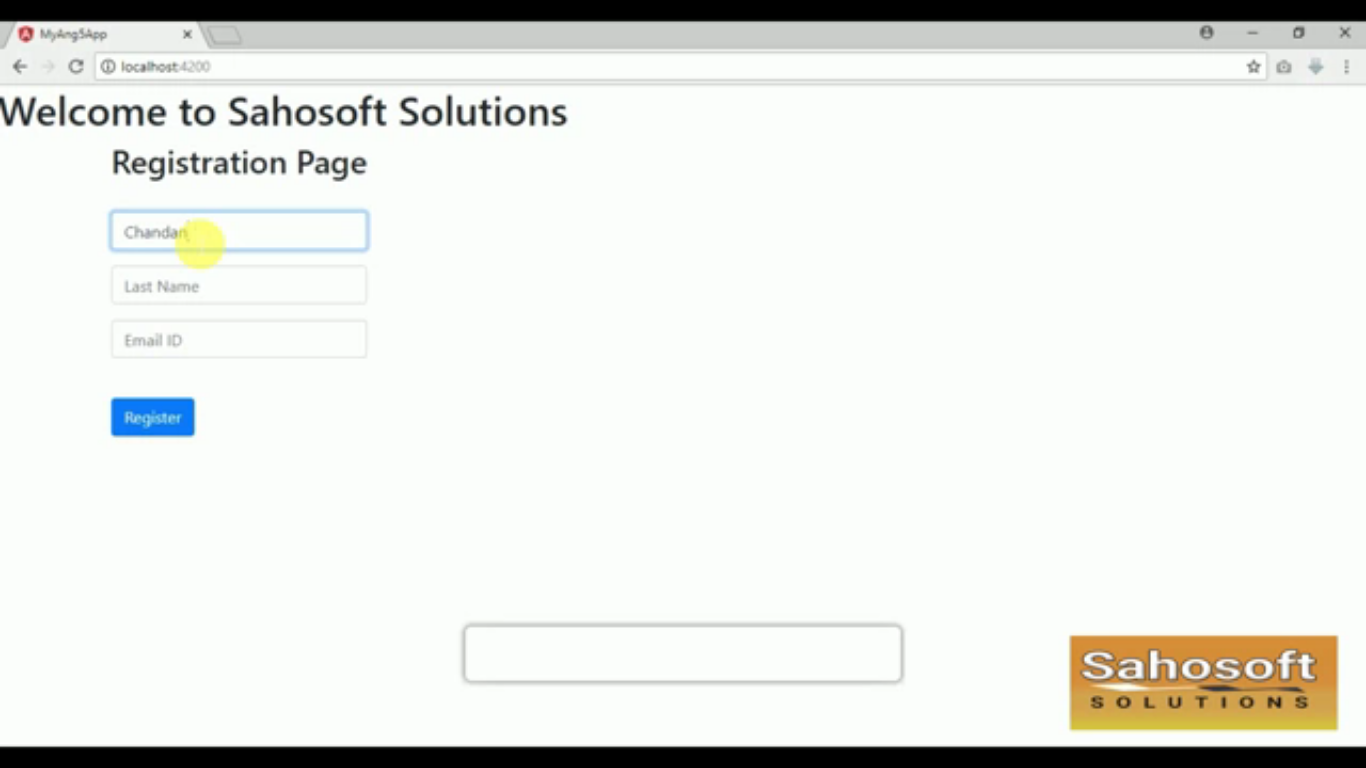 MyAng5App
localhost:4200
Welcome to Sahosoft Solutions
Registration Page
Chandan
Last Name
Email ID
Register
Sahosoft
SOLUTIONS